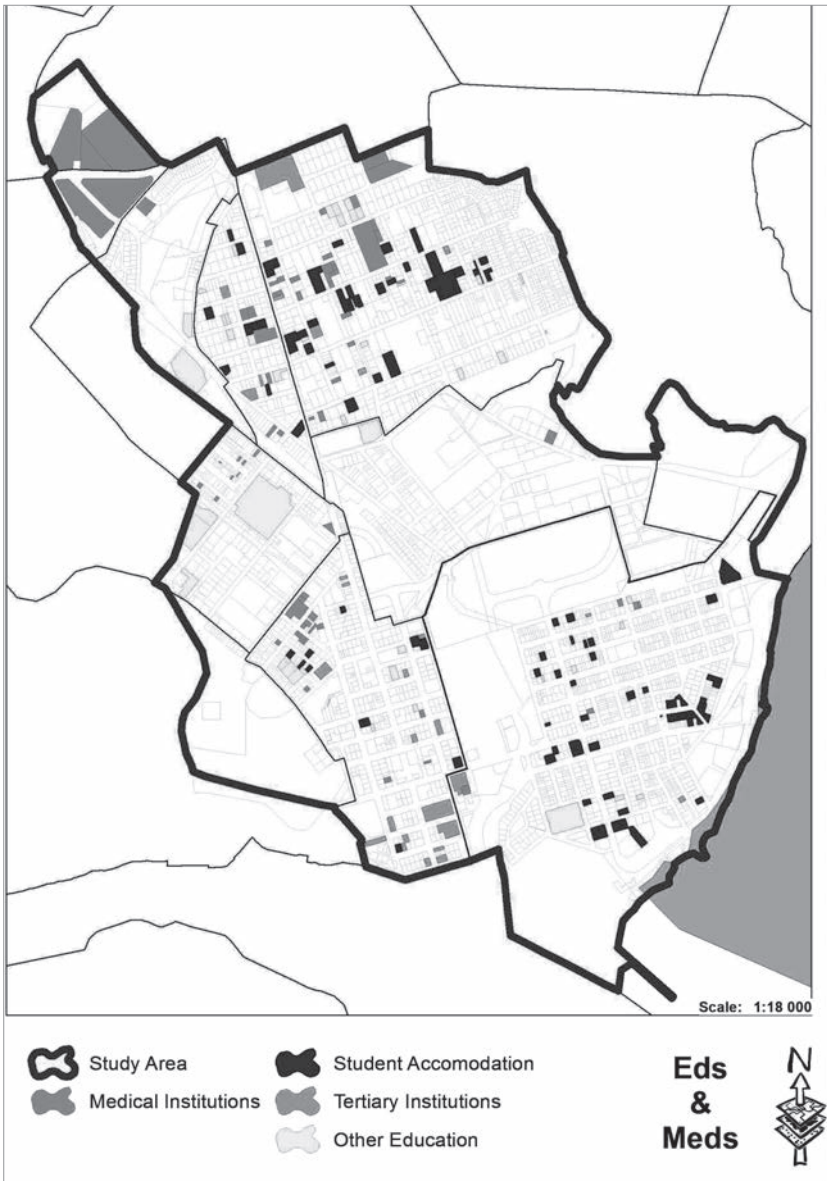 Scale: 1:18 000
Study Area
Student Accomodation
Medical Institutions
Tertiary Institutions
Other Education
Eds
&
Meds
N